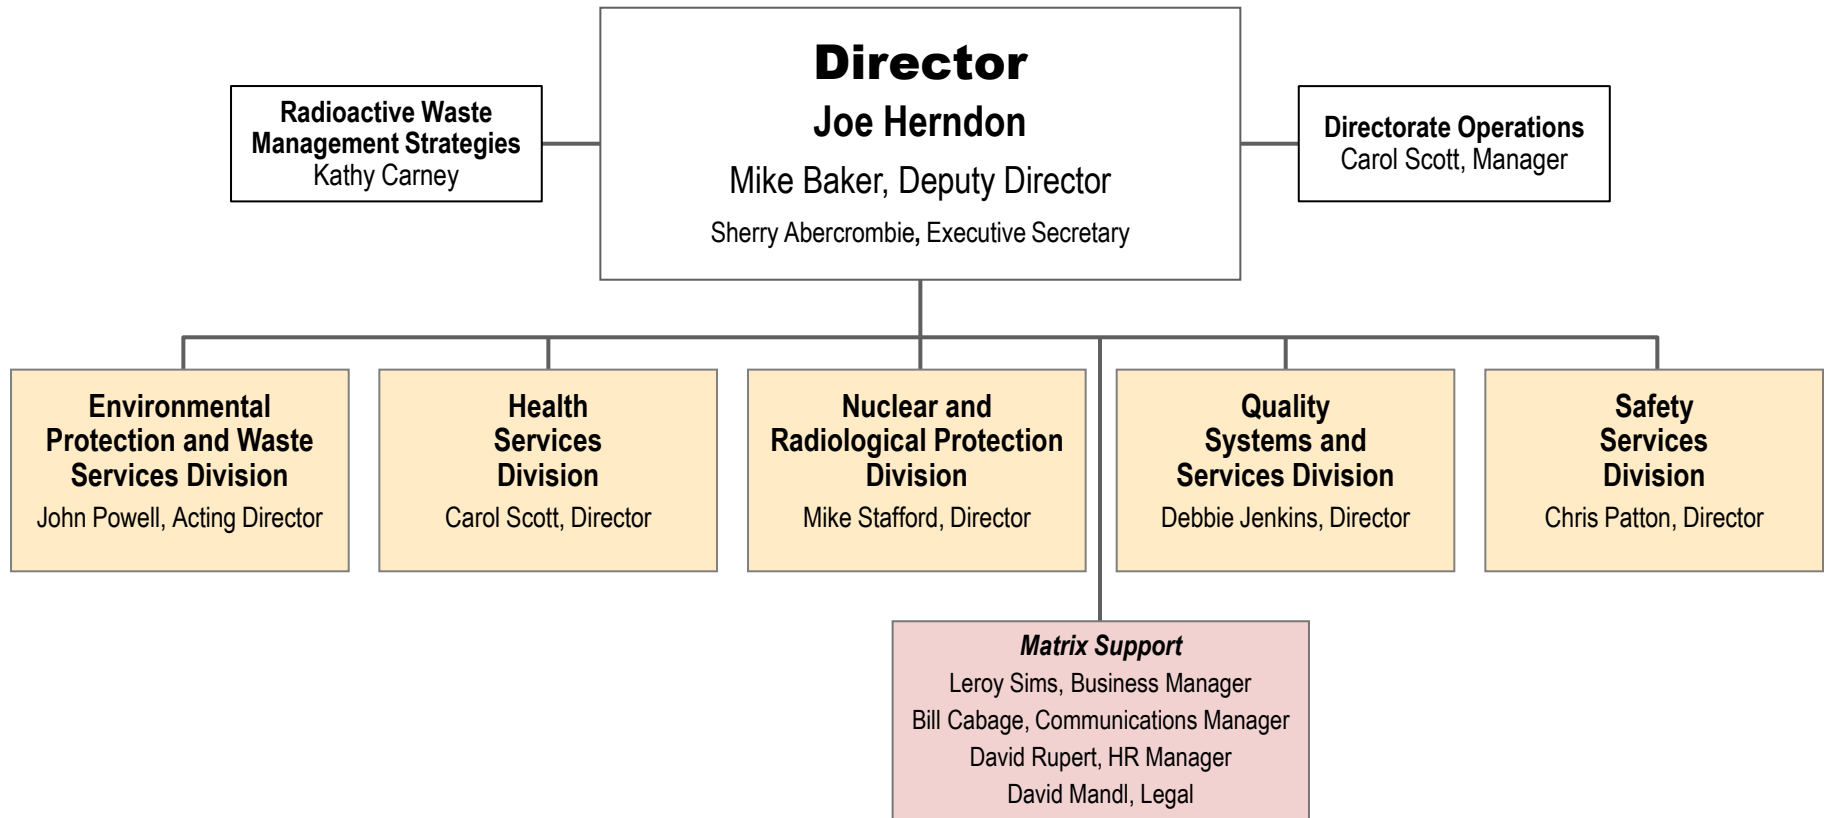 Director
Joe Herndon
Mike Baker, Deputy Director
Sherry Abercrombie, Executive Secretary
Radioactive Waste
Management Strategies
Kathy Carney
Directorate Operations
Carol Scott, Manager
Environmental
Protection and Waste
Services Division
John Powell, Acting Director
Health
Services
Division
Carol Scott, Director
Nuclear and
Radiological Protection
Division
Mike Stafford, Director
Quality
Systems and
Services Division
Debbie Jenkins, Director
Safety
Services
Division
Chris Patton, Director
Matrix Support
Leroy Sims, Business Manager
Bill Cabage, Communications Manager
David Rupert, HR Manager
David Mandl, Legal